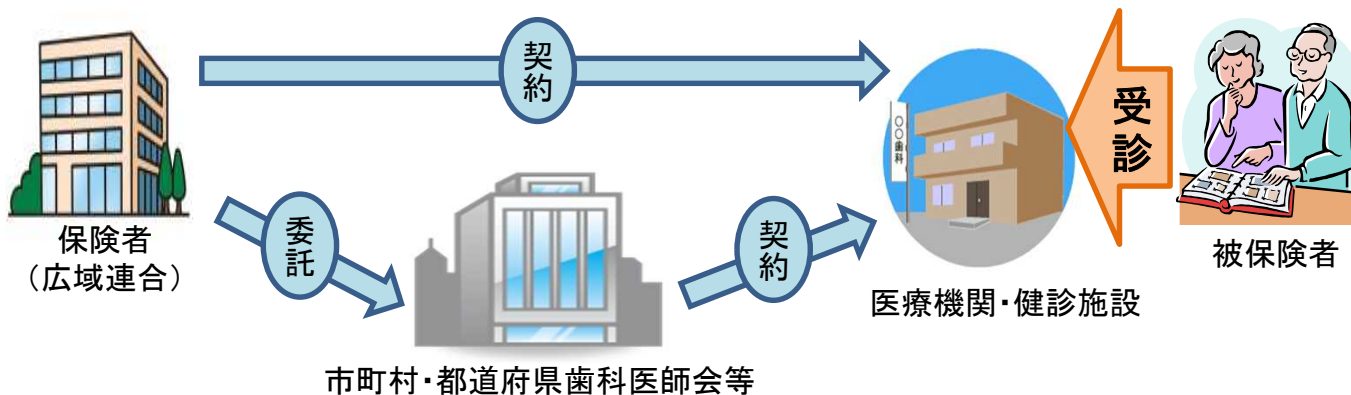 契約
受診
〇〇歯科
委託
契約
保険者
（広域連合）
被保険者
医療機関・健診施設
市町村・都道府県歯科医師会等